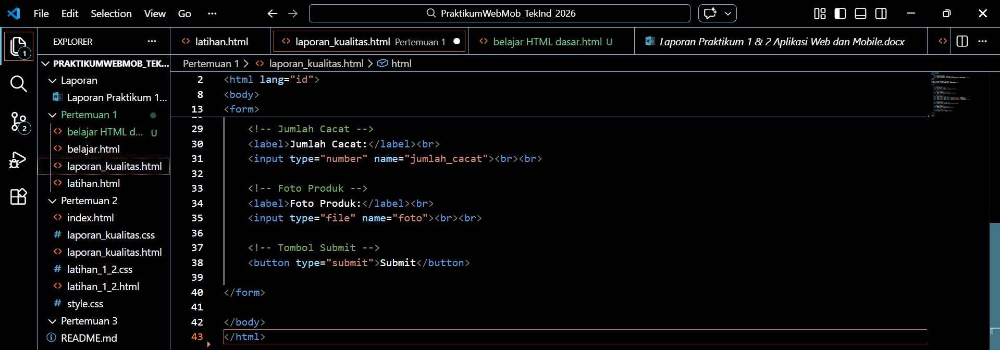 File Edit Selection View Go ··· PraktikumWebMob_TekInd_2026
EXPLORER ···
latihan.html
laporan_kualitas.html Pertemuan 1
belajar HTML dasar.html U
Laporan Praktikum 1 & 2 Aplikasi Web dan Mobile.docx
···
1
2
PRAKTIKUMWEBMOB_TEK...
Laporan
Laporan Praktikum 1...
Pertemuan 1
belajar HTML d... U
belajar.html
laporan_kualitas.html
latihan.html
Pertemuan 2
index.html
laporan_kualitas.css
laporan_kualitas.html
latihan_1_2.css
latihan_1_2.html
style.css
Pertemuan 3
README.md
Pertemuan 1 > laporan_kualitas.html > html
2 <html lang="id">
8 <body>
13 <form>
29 <!-- Jumlah Cacat -->
30 <label>Jumlah Cacat:</label><br>
31 <input type="number" name="jumlah_cacat"><br><br>
32
33 <!-- Foto Produk -->
34 <label>Foto Produk:</label><br>
35 <input type="file" name="foto"><br><br>
36
37 <!-- Tombol Submit -->
38 <button type="submit">Submit</button>
39
40 </form>
41
42 </body>
43 </html>